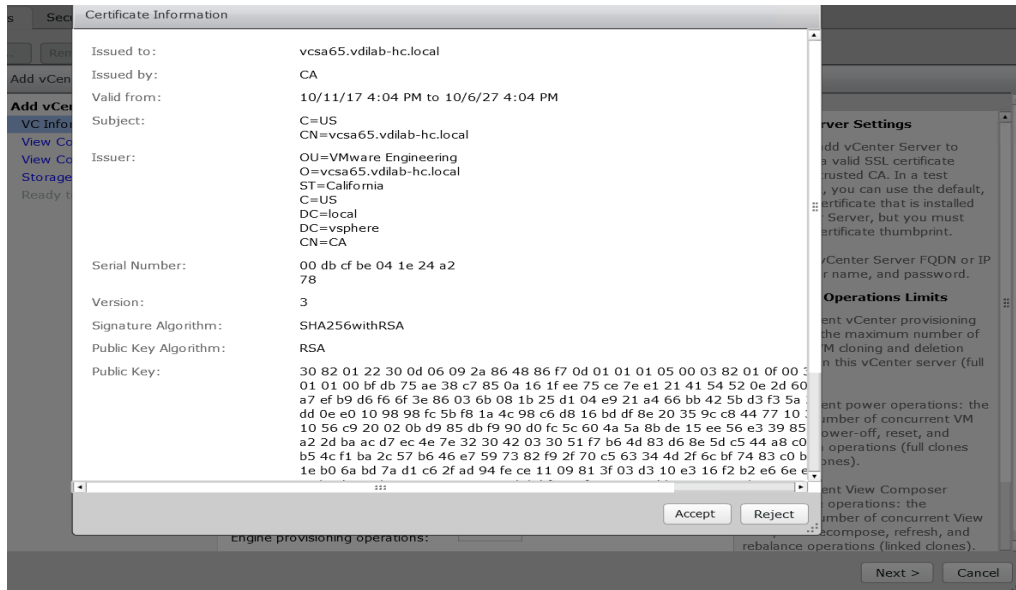 Sec
Certificate Information
Add vCen
Issued to: vcsa65.vdilab-hc.local
Issued by: CA
Valid from: 10/11/17 4:04 PM to 10/6/27 4:04 PM
Subject: C=US
CN=vcsa65.vdilab-hc.local
Issuer: OU=VMware Engineering
O=vcsa65.vdilab-hc.local
ST=California
C=US
DC=local
DC=vsphere
CN=CA
Serial Number: 00 db cf be 04 1e 24 a2
78
Version: 3
Signature Algorithm: SHA256withRSA
Public Key Algorithm: RSA
Public Key: 30 82 01 22 30 0d 06 09 2a 86 48 86 f7 0d 01 01 01 05 00 03 82 01 0f 00
01 01 00 bf db 75 ae 38 c7 85 0a 16 1f ee 75 ce 7e e1 21 41 54 52 0e 2d 60
a7 ef b9 d6 f6 6f 3e 86 03 6b 08 1b 25 d1 04 e9 21 a4 66 bb 42 5b d3 f3 5a
dd 0e e0 10 98 98 fc 5b f8 1a 4c 98 c6 d8 16 bd df 8e 20 35 9c c8 44 77 10
10 56 c9 20 02 0b d9 85 db f9 90 d0 fc 5c 60 4a 5a 8b de 15 ee 56 e3 39 85
a2 2d ba ac d7 ec 4e 7e 32 30 42 03 30 51 f7 b6 4d 83 d6 8e 5d c5 44 a8 c0
b5 4c f1 ba 2c 57 b6 46 e7 59 73 82 f9 2f 70 c5 63 34 4d 2f 6c bf 74 83 c0
1e b0 6a bd 7a d1 c6 2f ad 94 fe ce 11 09 81 3f 03 d3 10 e3 16 f2 b2 e6 6e
Accept Reject
Add vCe
VC Infor
View Co
View Co
Storage
Ready t
rver Settings
dd vCenter Server to
a valid SSL certificate
trusted CA. In a test
, you can use the default,
ertificate that is installed
Server, but you must
ertificate thumbprint.
vCenter Server FQDN or IP
r name, and password.
Operations Limits
ent vCenter provisioning
the maximum number of
M cloning and deletion
n this vCenter server (full
ent power operations: the
umber of concurrent VM
ower-off, reset, and
operations (full clones
ones).
ent View Composer
operations: the
umber of concurrent View
ecompose, refresh, and
rebalance operations (linked clones).
Engine provisioning operations:
Next > Cancel